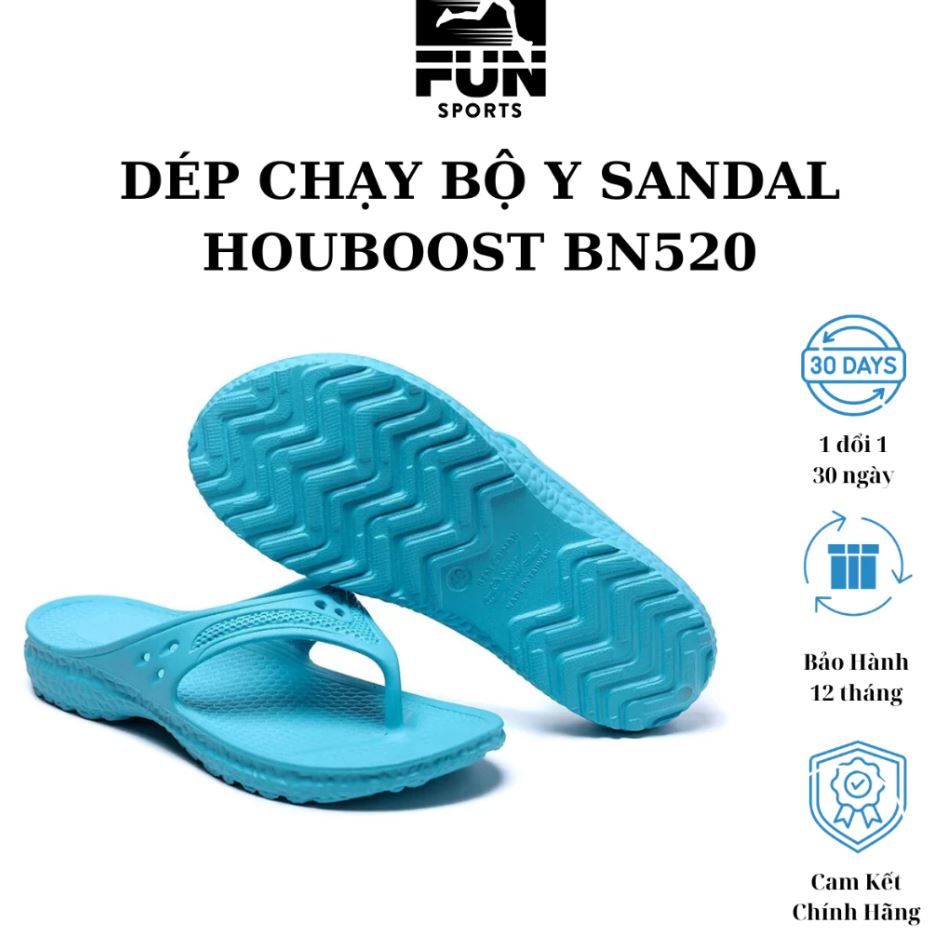 FUN
SPORTS
DÉP CHẠY BỘ Y SANDAL
HOUBOOST BN520
30 DAYS
1 đổi 1
30 ngày
Bảo Hành
12 tháng
Cam Kết
Chính Hãng